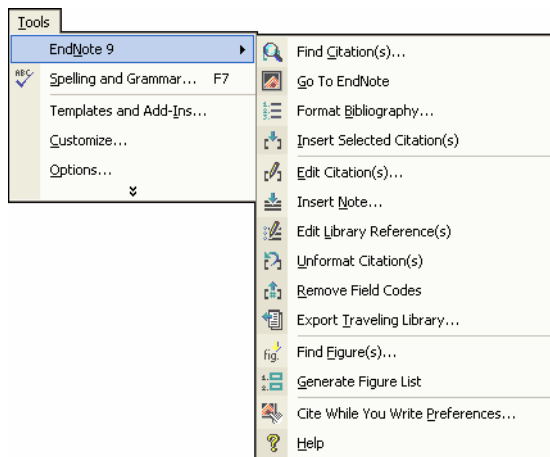 Tools
EndNote 9
ABC
Spelling and Grammar... F7
Templates and Add-Ins...
Customize...
Options...
Find Citation(s)...
Go To EndNote
Format Bibliography...
Insert Selected Citation(s)
Edit Citation(s)...
Insert Note...
Edit Library Reference(s)
Unformat Citation(s)
Remove Field Codes
Export Traveling Library...
fig.
Find Figure(s)...
Generate Figure List
Cite While You Write Preferences...
Help